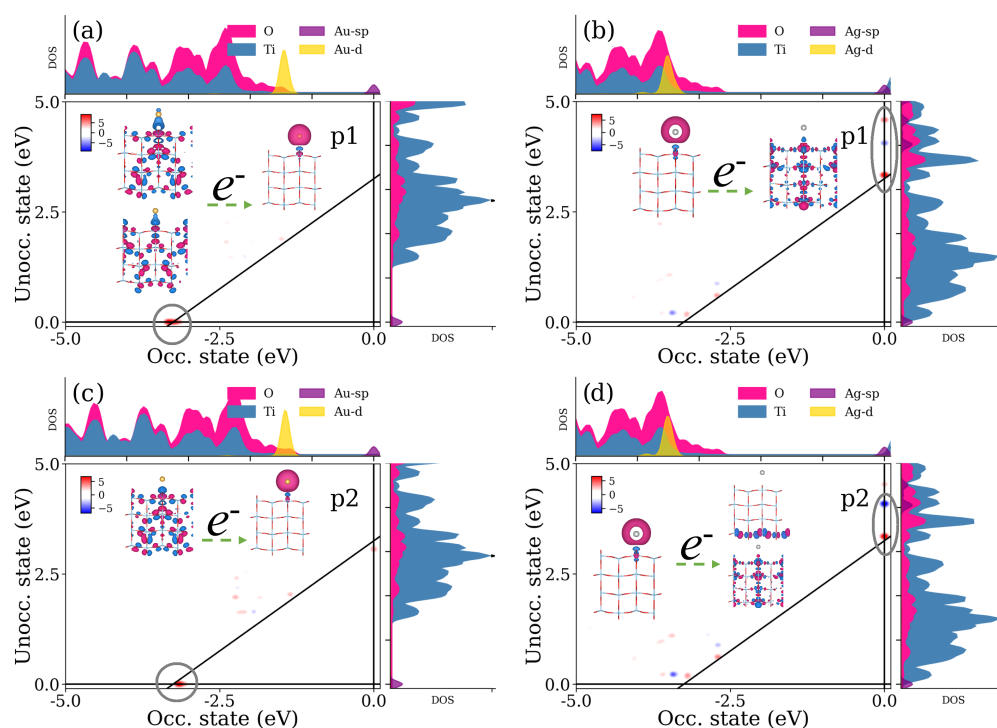 (a)
O
Ti
Au-sp
Au-d
DOS
5.0
2.5
0.0
Unocc. state (eV)
5
0
−5
e-
p1
-5.0
-2.5
0.0
Occ. state (eV)
DOS
(b)
O
Ti
Ag-sp
Ag-d
DOS
5.0
2.5
0.0
Unocc. state (eV)
5
0
−5
e-
p1
-5.0
-2.5
0.0
Occ. state (eV)
DOS
(c)
O
Ti
Au-sp
Au-d
DOS
5.0
2.5
0.0
Unocc. state (eV)
5
0
−5
e-
p2
-5.0
-2.5
0.0
Occ. state (eV)
DOS
(d)
O
Ti
Ag-sp
Ag-d
DOS
5.0
2.5
0.0
Unocc. state (eV)
5
0
−5
e-
p2
-5.0
-2.5
0.0
Occ. state (eV)
DOS